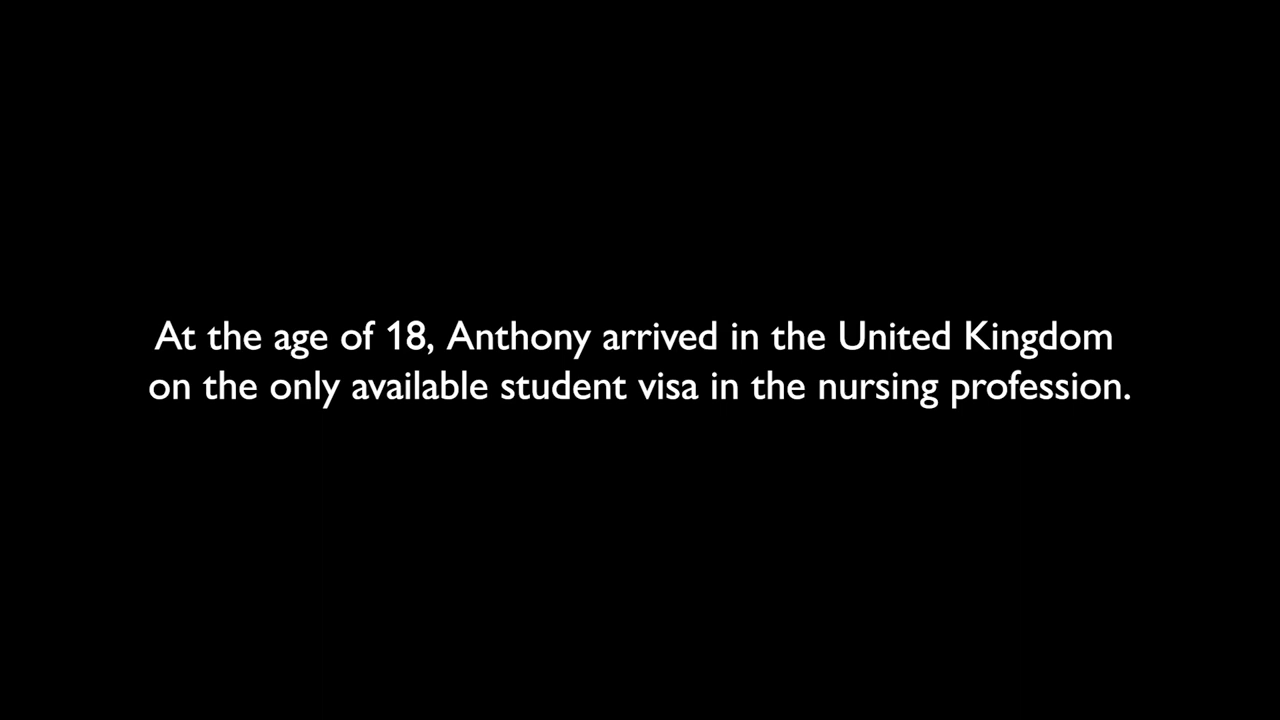 At the age of 18, Anthony arrived in the United Kingdom
on the only available student visa in the nursing profession.